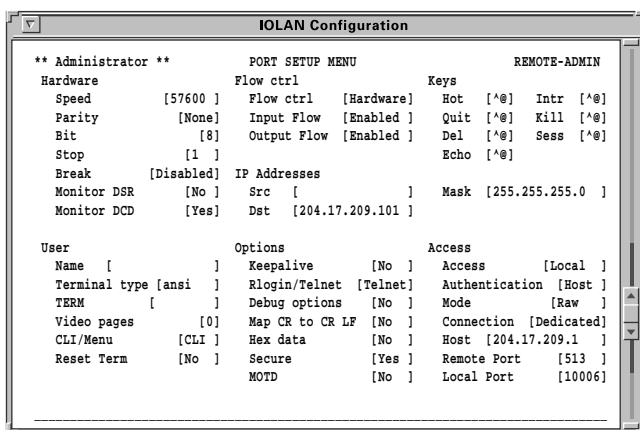 IOLAN Configuration
** Administrator ** PORT SETUP MENU REMOTE-ADMIN
Hardware Flow ctrl Keys
Speed [57600 ] Flow ctrl [Hardware] Hot [^@] Intr [^@]
Parity [None] Input Flow [Enabled ] Quit [^@] Kill [^@]
Bit [8] Output Flow [Enabled ] Del [^@] Sess [^@]
Stop [1 ] Echo [^@]
Break [Disabled] IP Addresses
Monitor DSR [No ] Src [ ] Mask [255.255.255.0 ]
Monitor DCD [Yes] Dst [204.17.209.101 ]
User Options Access
Name [ ] Keepalive [No ] Access [Local ]
Terminal type [ansi ] Rlogin/Telnet [Telnet] Authentication [Host ]
TERM [ ] Debug options [No ] Mode [Raw ]
Video pages [0] Map CR to CR LF [No ] Connection [Dedicated]
CLI/Menu [CLI ] Hex data [No ] Host [204.17.209.1 ]
Reset Term [No ] Secure [Yes ] Remote Port [513 ]
MOTD [No ] Local Port [10006]